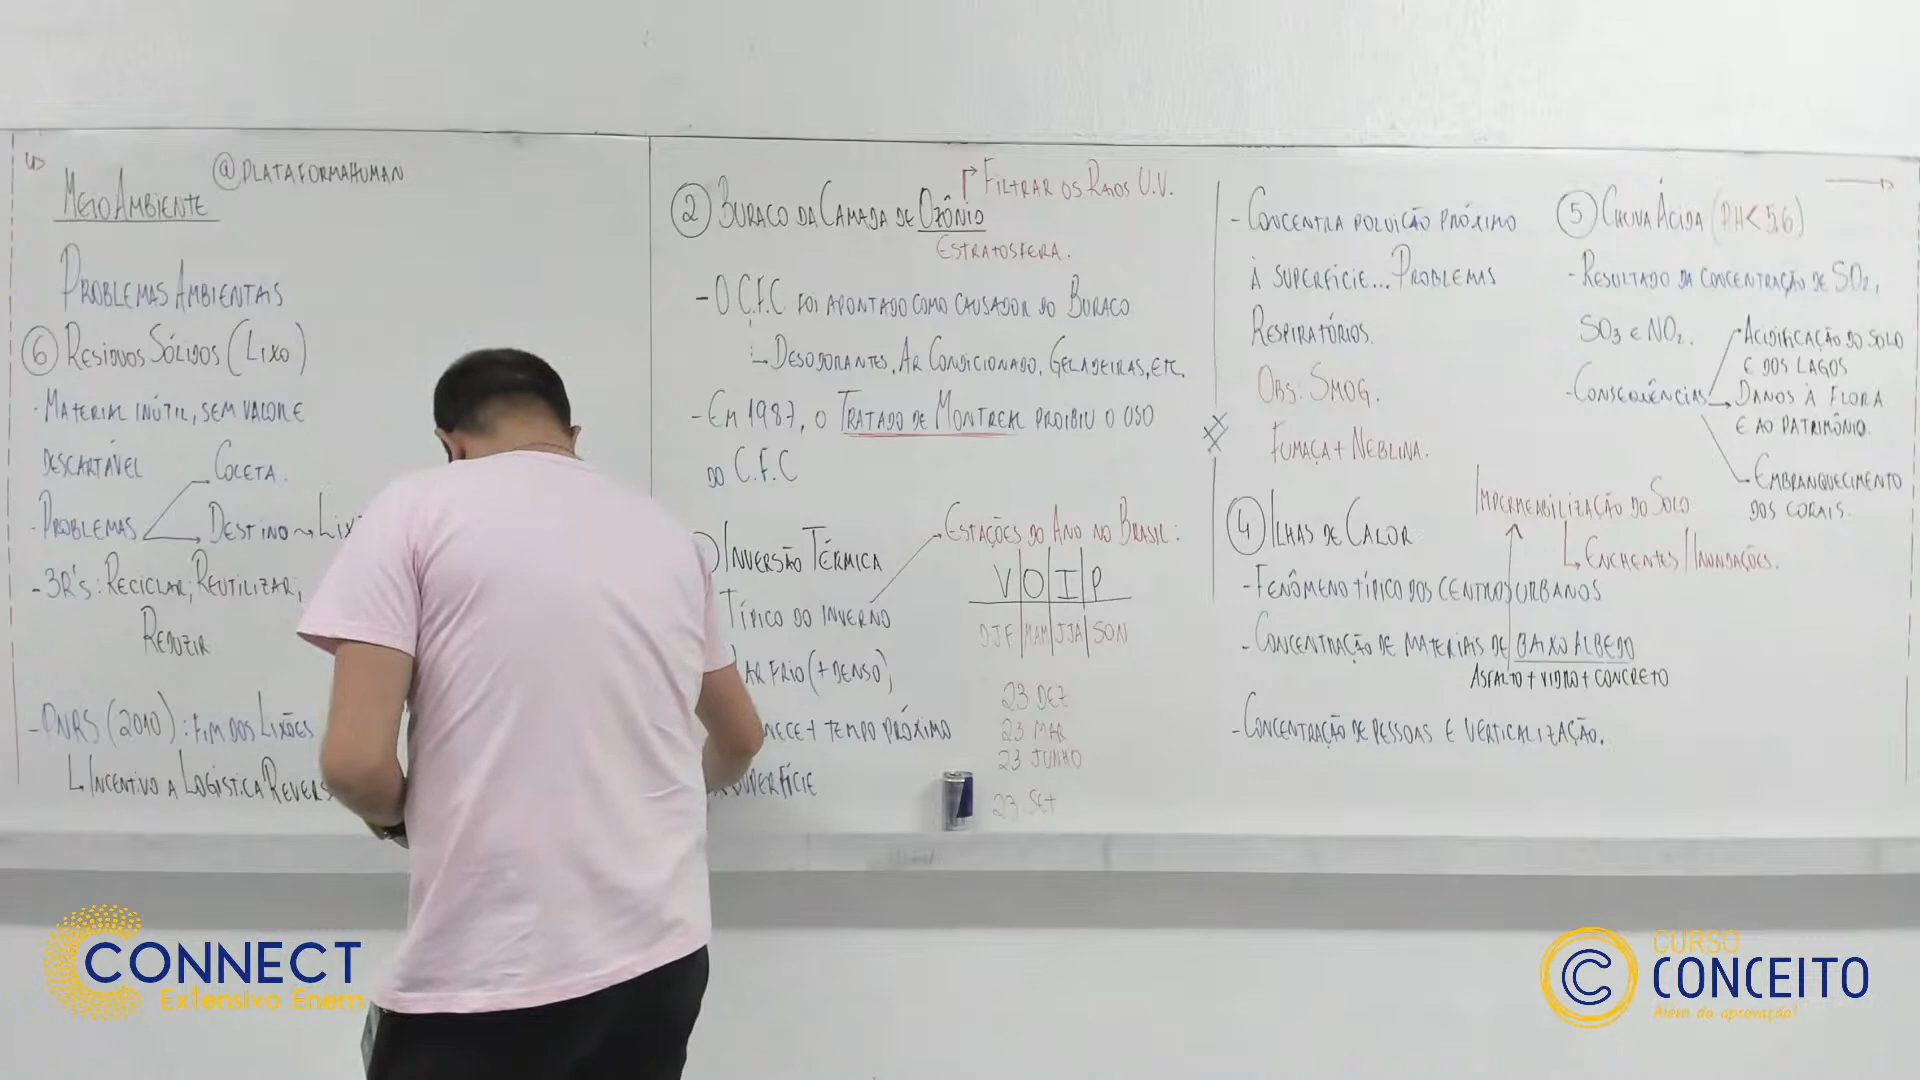 @PLATAFORMAHUMAN
MEIO AMBIENTE
PROBLEMAS AMBIENTAIS
6 RESÍDUOS SÓLIDOS (LIXO)
- MATERIAL INÚTIL, SEM VALOR E
DESCARTÁVEL
- PROBLEMAS
COLETA.
DESTINO
- 3R'S: RECICLAR; REUTILIZAR;
REDUZIR
- PNRS (2010): FIM DOS LIXÕES
INCENTIVO A LOGÍSTICA REVERS
2 BURACO DA CAMADA DE OZÔNIO
FILTRAR OS RAIOS U.V.
ESTRATOSFERA.
- O C.F.C FOI APONTADO COMO CAUSADOR DO BURACO
DESODORANTES, AR CONDICIONADO, GELADEIRAS, ETC.
- EM 1987, O TRATADO DE MONTREAL PROIBIU O USO
DO C.F.C
INVERSÃO TÉRMICA
TÍPICO DO INVERNO
AR FRIO (+ DENSO)
NECE + TEMPO PRÓXIMO
SUPERFÍCIE
ESTAÇÕES DO ANO NO BRASIL:
V O I P
DJF MAM JJA SON
23 DEZ
23 MAR
23 JUNHO
23 SET
- CONCENTRA POLUIÇÃO PRÓXIMO
À SUPERFÍCIE... PROBLEMAS
RESPIRATÓRIOS.
OBS: SMOG.
FUMAÇA + NEBLINA.
4 ILHAS DE CALOR
IMPERMEABILIZAÇÃO DO SOLO
ENCHENTES / INUNDAÇÕES.
- FENÔMENO TÍPICO DOS CENTROS URBANOS
- CONCENTRAÇÃO DE MATERIAIS DE BAIXO ALBEDO
ASFALTO + VIDRO + CONCRETO
- CONCENTRAÇÃO DE PESSOAS E VERTICALIZAÇÃO.
5 CHUVA ÁCIDA (PH < 5,6)
- RESULTADO DA CONCENTRAÇÃO DE SO2,
SO3 E NO2.
- CONSEQUÊNCIAS
ACIDIFICAÇÃO DO SOLO
E DOS LAGOS
DANOS À FLORA
E AO PATRIMÔNIO.
EMBRANQUECIMENTO
DOS CORAIS.
CONNECT
Extensivo Enem
CURSO
CONCEITO
Além da aprovação!